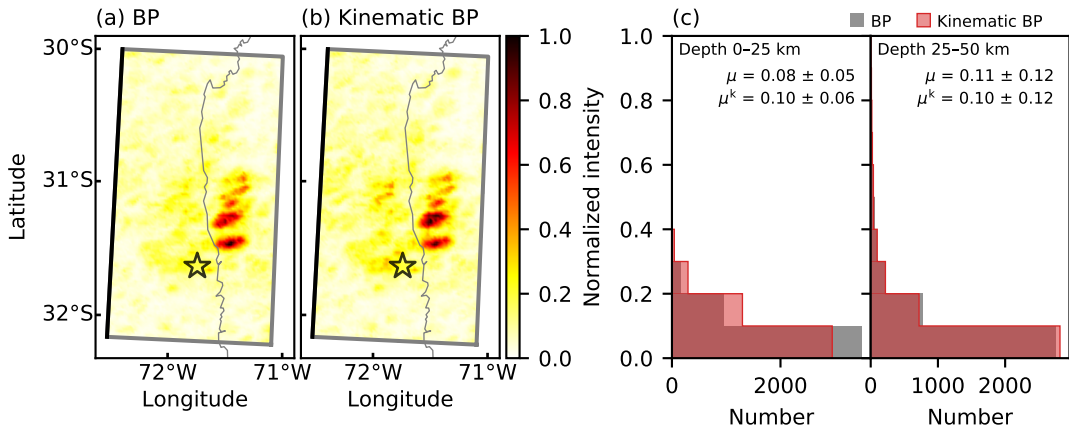 (a) BP
(b) Kinematic BP
(c)
BP
Kinematic BP
30°S
31°S
32°S
Latitude
72°W
71°W
Longitude
72°W
71°W
Longitude
1.0
0.8
0.6
0.4
0.2
0.0
Normalized intensity
1.0
0.8
0.6
0.4
0.2
0.0
Depth 0–25 km
μ = 0.08 ± 0.05
μᵏ = 0.10 ± 0.06
0
2000
Number
Depth 25–50 km
μ = 0.11 ± 0.12
μᵏ = 0.10 ± 0.12
0
1000
2000
Number